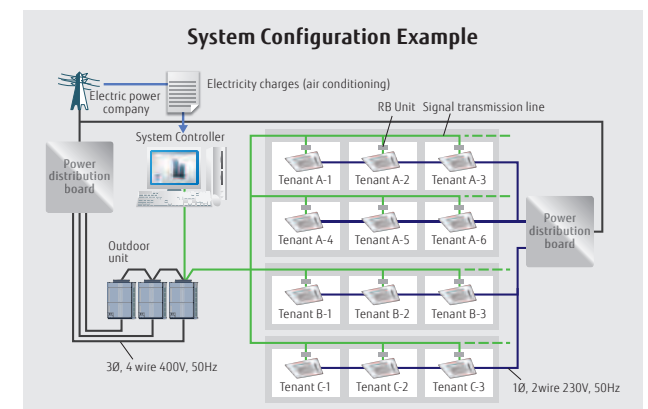 System Configuration Example
Electricity charges (air conditioning)
Electric power
company
RB Unit
Signal transmission line
System Controller
Power
distribution
board
Tenant A-1
Tenant A-2
Tenant A-3
Tenant A-4
Tenant A-5
Tenant A-6
Power
distribution
board
Outdoor
unit
Tenant B-1
Tenant B-2
Tenant B-3
3Ø, 4 wire 400V, 50Hz
Tenant C-1
Tenant C-2
Tenant C-3
1Ø, 2wire 230V, 50Hz